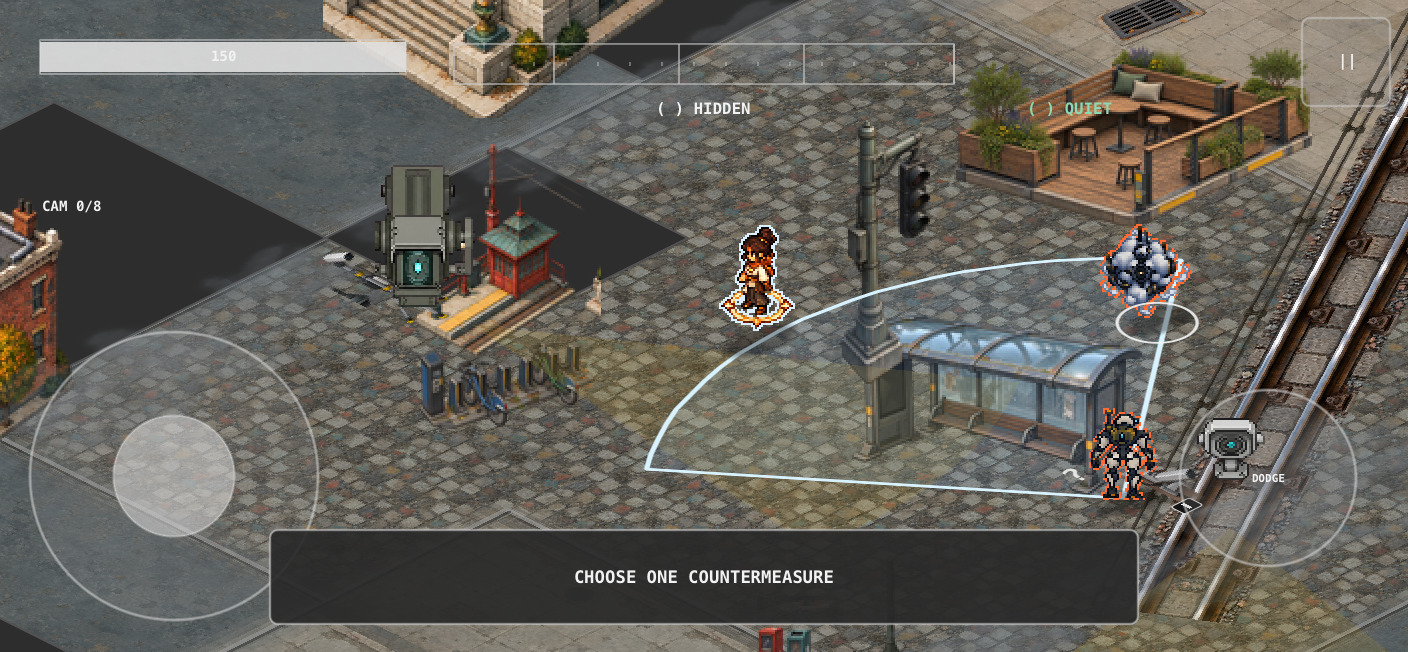 150
( ) HIDDEN
( ) QUIET
CAM 0/8
DODGE
CHOOSE ONE COUNTERMEASURE